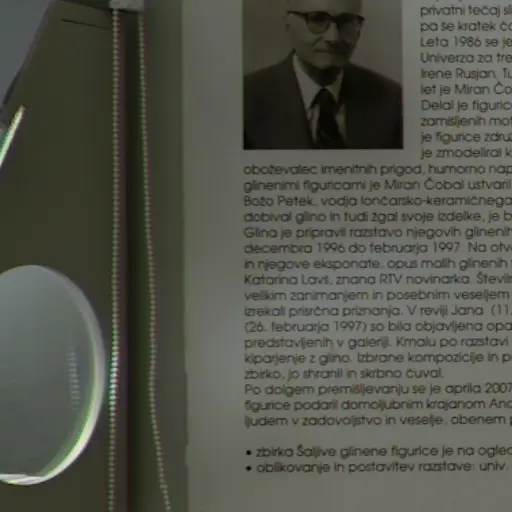 privatni tečaj sl
pa še kratek ča
Leta 1986 se je
Univerza za tre
Irene Rusjan. Tu
let je Miran Čo
Delal je figuric
zamišljenih mot
je figurice združ
je zmodeliral k
oboževalec imenitnih prigod, humorno nap
glinenimi figuricami je Miran Čobal ustvaril
Božo Petek, vodja lončarsko-keramičnega
dobival glino in tudi žgal svoje izdelke, je b
Glina je pripravil razstavo njegovih glinenih
decembra 1996 do februarja 1997. Na otv
in njegove eksponate, opus malih glinenih
Katarina Lavš, znana RTV novinarka. Števil
velikim zanimanjem in posebnim veseljem
izrekali prisrčna priznanja. V reviji Jana (11.
(26. februarja 1997) so bila objavljena opa
predstavljenih v galeriji. Kmalu po razstavi
kiparjenje z glino. Izbrane kompozicije in p
zbirko, jo shranil in skrbno čuval.
Po dolgem premišljevanju se je aprila 2007
figurice podaril domoljubnim krajanom And
ljudem v zadovoljstvo in veselje, obenem p
• zbirka Šaljive glinene figurice je na ogled
• oblikovanje in postavitev razstave: univ.